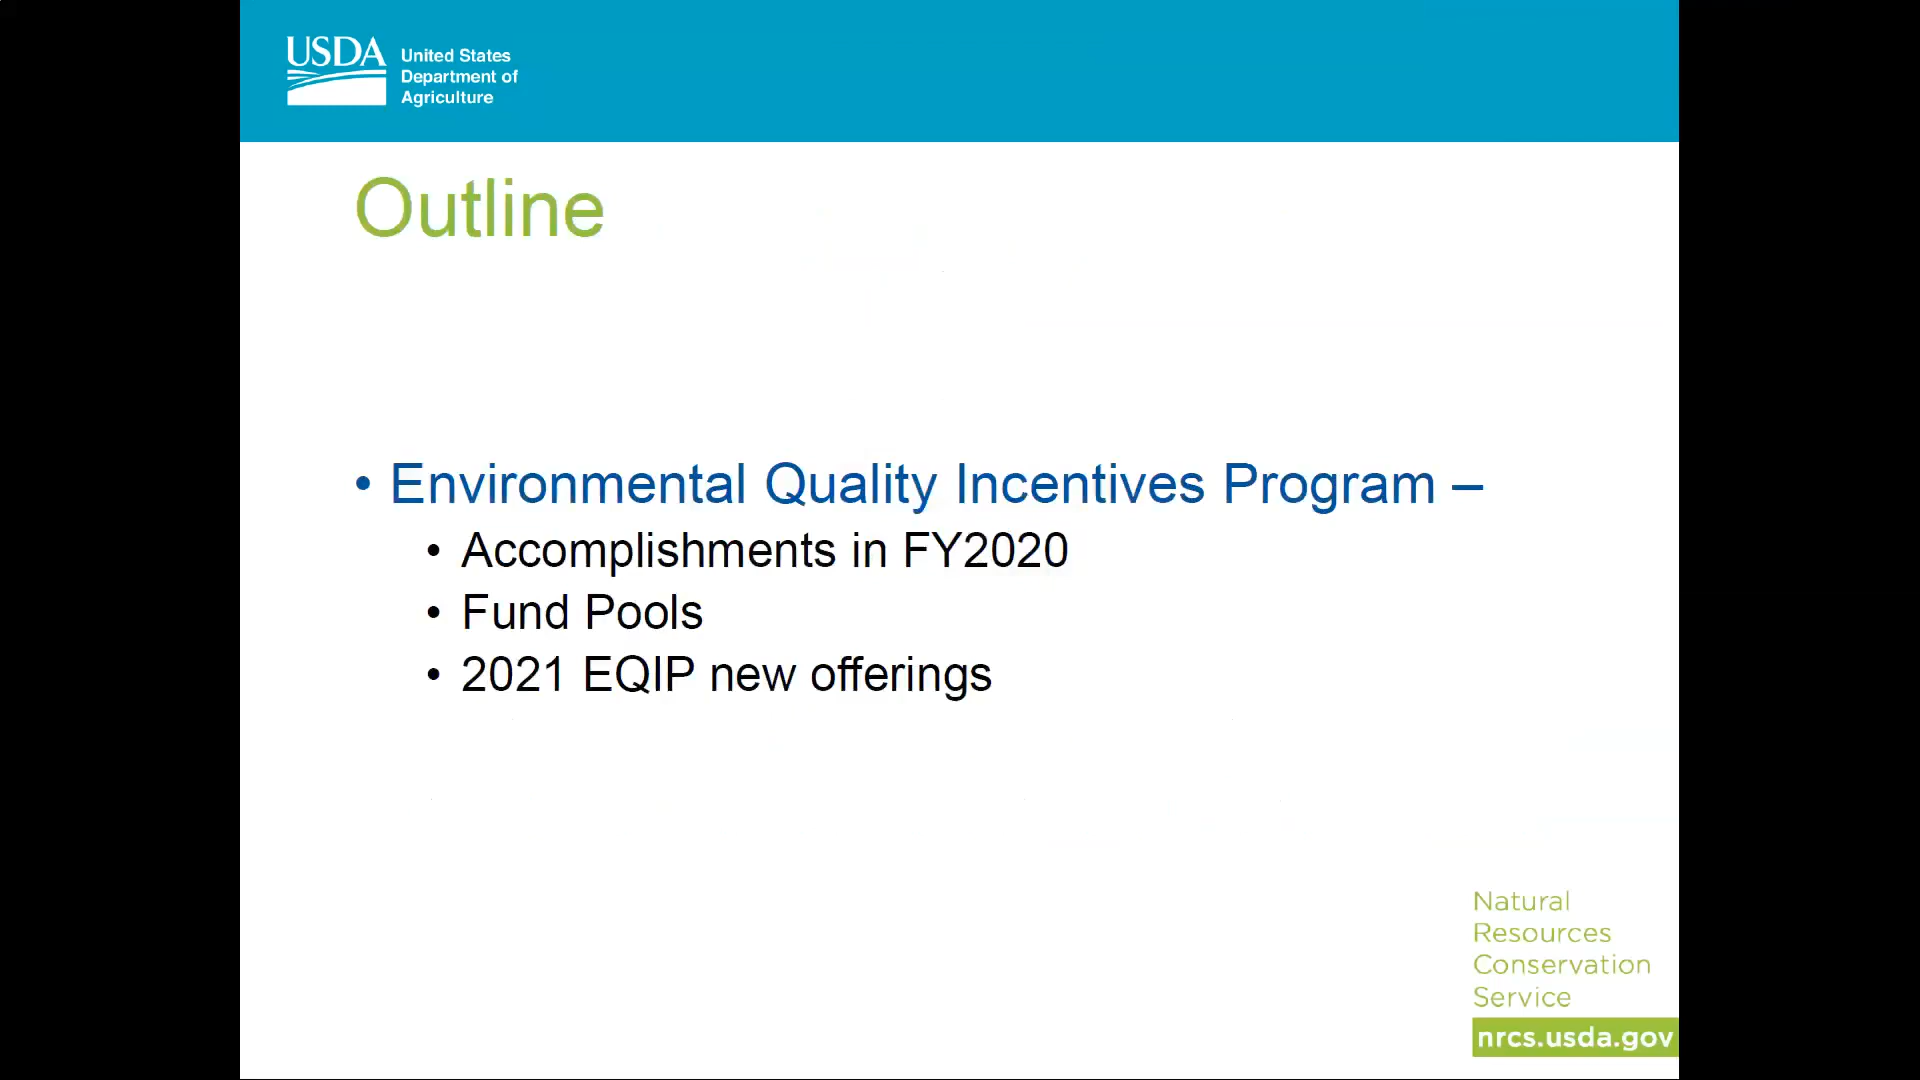 USDA
United States
Department of
Agriculture
Outline
• Environmental Quality Incentives Program –
• Accomplishments in FY2020
• Fund Pools
• 2021 EQIP new offerings
Natural
Resources
Conservation
Service
nrcs.usda.gov